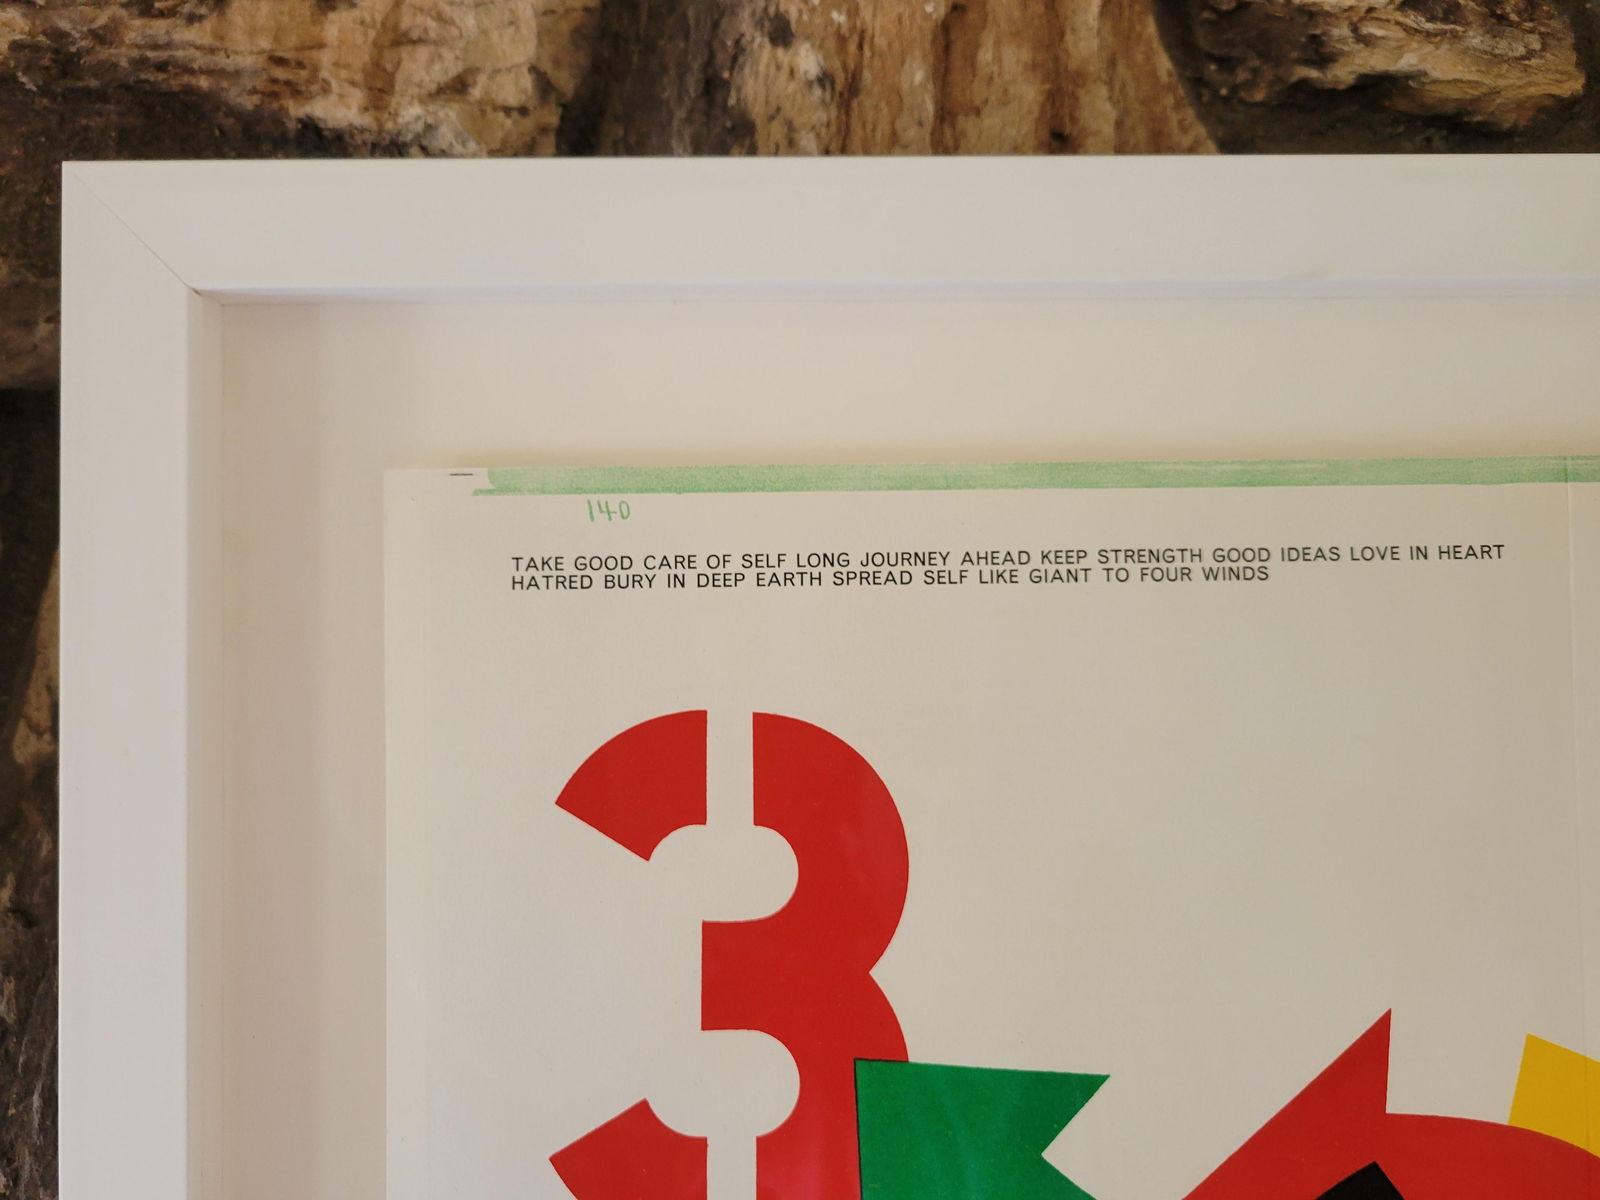 140
TAKE GOOD CARE OF SELF LONG JOURNEY AHEAD KEEP STRENGTH GOOD IDEAS LOVE IN HEART
HATRED BURY IN DEEP EARTH SPREAD SELF LIKE GIANT TO FOUR WINDS
3